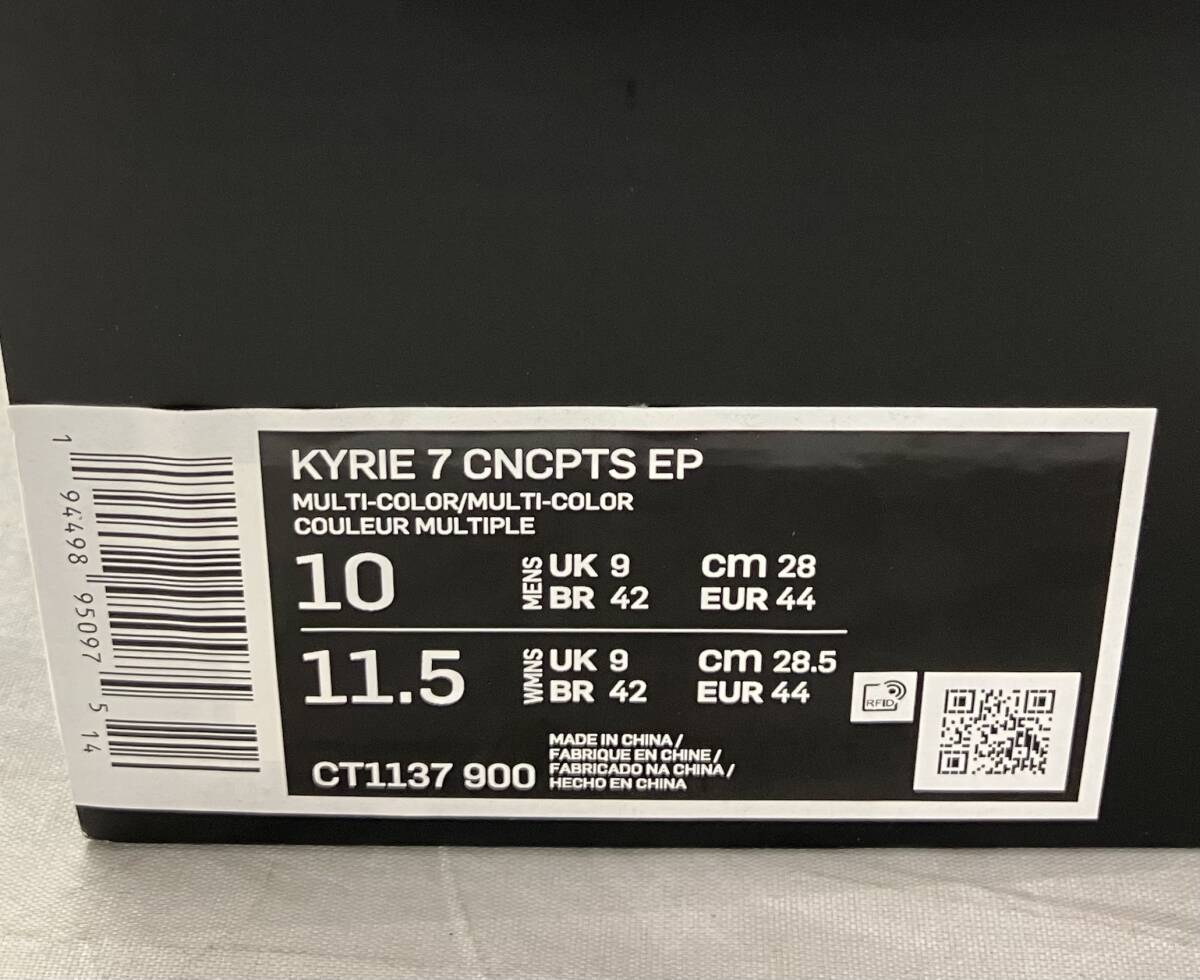 1 94498 95097 5 14
KYRIE 7 CNCPTS EP
MULTI-COLOR/MULTI-COLOR
COULEUR MULTIPLE
10 MENS UK 9 cm 28
BR 42 EUR 44
11.5 WMNS UK 9 cm 28.5
BR 42 EUR 44
RFID
CT1137 900
MADE IN CHINA/
FABRIQUE EN CHINE/
FABRICADO NA CHINA/
HECHO EN CHINA